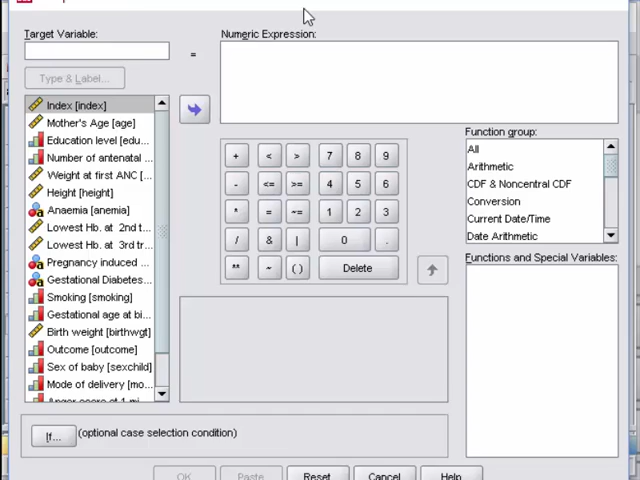 Target Variable:
Numeric Expression:
=
Type & Label...
Index [index]
Mother's Age [age]
Education level [edu...
Number of antenatal ...
Weight at first ANC [...
Height [height]
Anaemia [anemia]
Lowest Hb. at 2nd t...
Lowest Hb. at 3rd tr...
Pregnancy induced ...
Gestational Diabetes...
Smoking [smoking]
Gestational age at bi...
Birth weight [birthwgt]
Outcome [outcome]
Sex of baby [sexchild]
Mode of delivery [mo...
+ < > 7 8 9
- <= >= 4 5 6
* = ~= 1 2 3
/ & | 0 .
** ~ ( ) Delete
Function group:
All
Arithmetic
CDF & Noncentral CDF
Conversion
Current Date/Time
Date Arithmetic
Functions and Special Variables:
If... (optional case selection condition)
OK Paste Reset Cancel Help